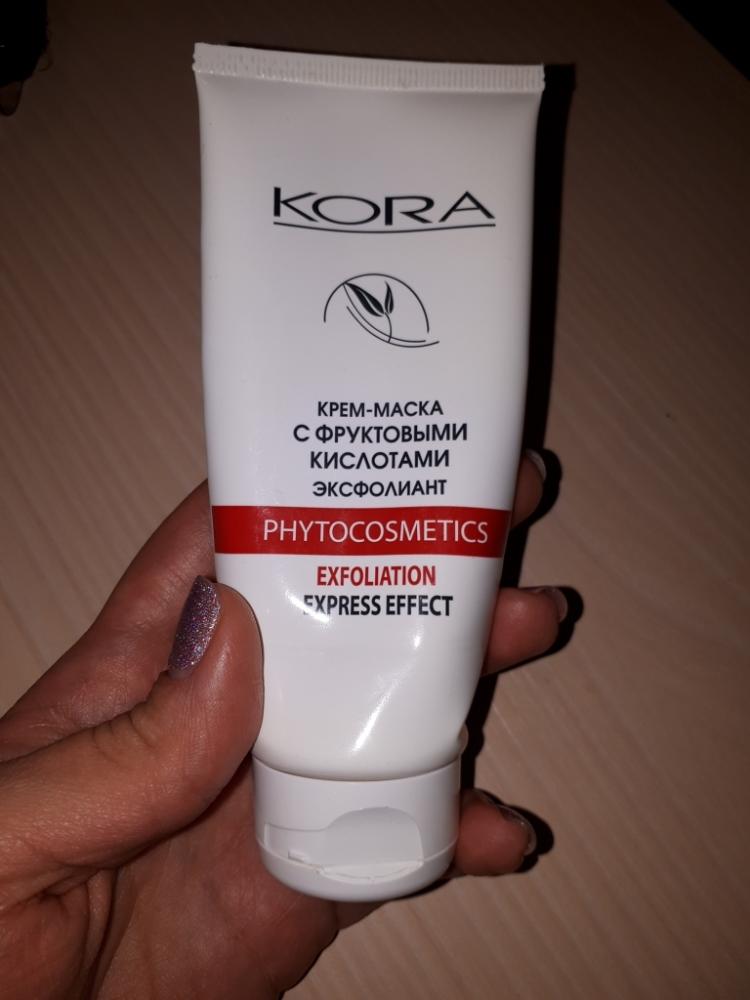 KORA
КРЕМ-МАСКА
С ФРУКТОВЫМИ
КИСЛОТАМИ
ЭКСФОЛИАНТ
PHYTOCOSMETICS
EXFOLIATION
EXPRESS EFFECT